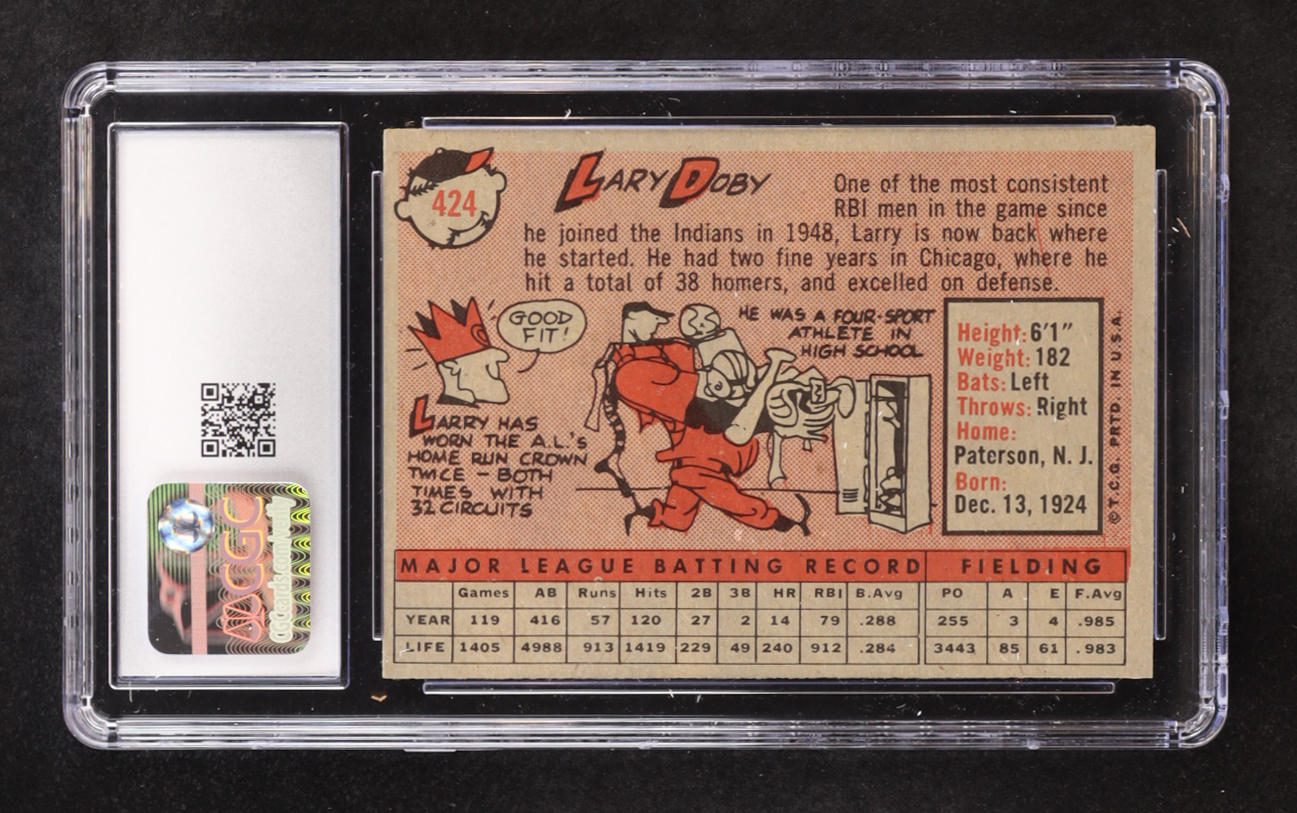 424
LARY DOBY
One of the most consistent
RBI men in the game since
he joined the Indians in 1948, Larry is now back where
he started. He had two fine years in Chicago, where he
hit a total of 38 homers, and excelled on defense.
GOOD
FIT!
LARRY HAS
WORN THE A.L.'S
HOME RUN CROWN
TWICE – BOTH
TIMES WITH
32 CIRCUITS
HE WAS A FOUR-SPORT
ATHLETE IN
HIGH SCHOOL
Height: 6'1"
Weight: 182
Bats: Left
Throws: Right
Home:
Paterson, N. J.
Born:
Dec. 13, 1924
© T.C.G. PRTD. IN U.S.A.
MAJOR LEAGUE BATTING RECORD FIELDING
Games AB Runs Hits 2B 3B HR RBI B.Avg PO A E F.Avg
YEAR 119 416 57 120 27 2 14 79 .288 255 3 4 .985
LIFE 1405 4988 913 1419 229 49 240 912 .284 3443 85 61 .983
CGC